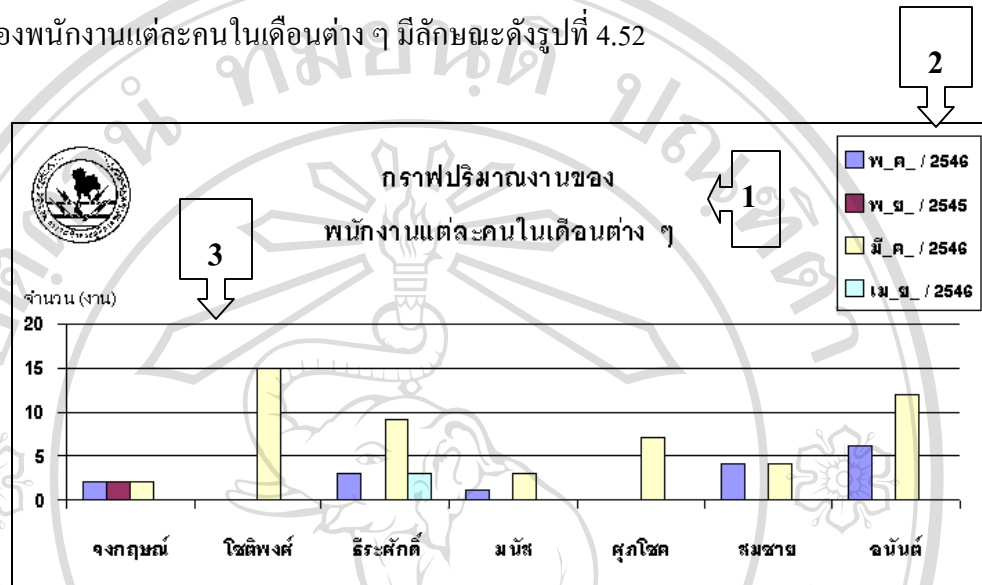 องพนักงานแต่ละคนในเดือนต่าง ๆ มีลักษณะดังรูปที่ 4.52
2
กราฟปริมาณงานของ
พนักงานแต่ละคนในเดือนต่าง ๆ
1
3
พ_ค_ / 2546
พ_ย_ / 2545
มี_ค_ / 2546
เม_ย_ / 2546
จำนวน (งาน)
20
15
10
5
0
จงกฤษณ์ โชติพงศ์ ธีระศักดิ์ มนัส ศุภโชค สมชาย อนันต์